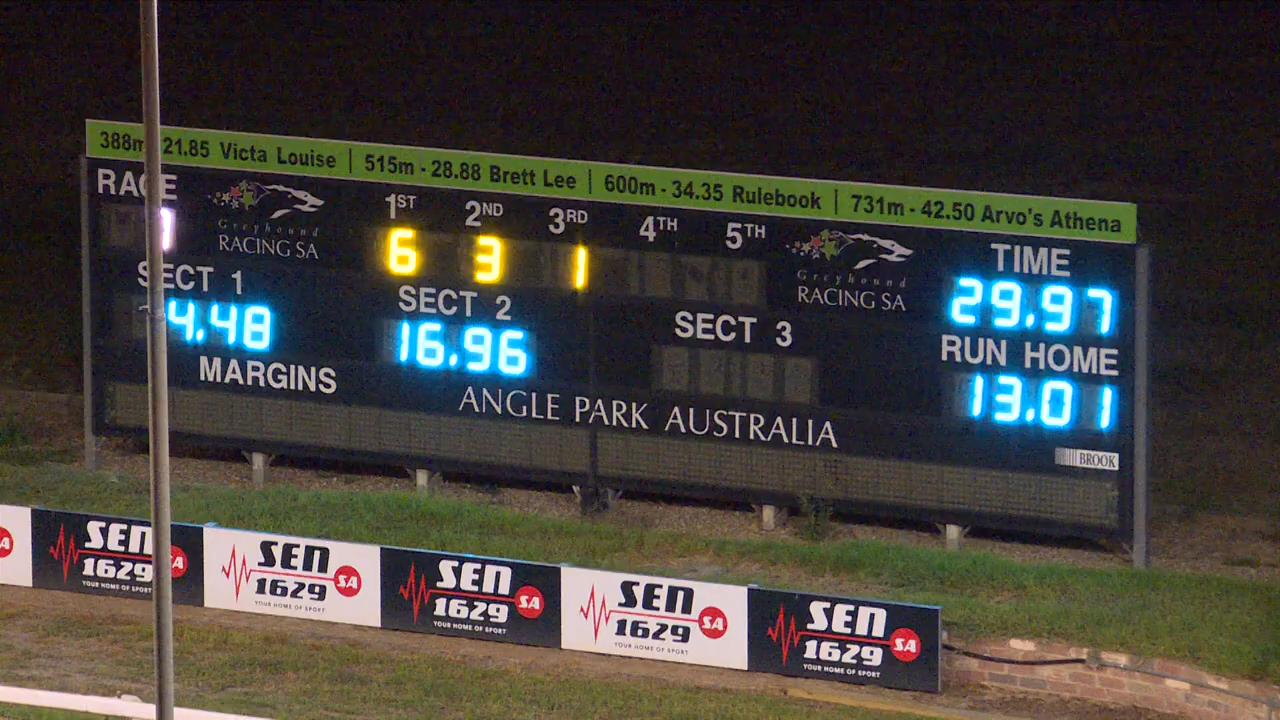 388m 21.85 Victa Louise | 515m - 28.88 Brett Lee | 600m - 34.35 Rulebook | 731m - 42.50 Arvo's Athena
RACE
Greyhound
RACING SA
1ST 2ND 3RD 4TH 5TH
6 3 1
Greyhound
RACING SA
TIME
29.97
SECT 1
4.48
SECT 2
16.96
SECT 3
RUN HOME
13.01
MARGINS
ANGLE PARK AUSTRALIA
BROOK
SA
SEN
1629 SA
YOUR HOME OF SPORT
SEN
1629 SA
YOUR HOME OF SPORT
SEN
1629 SA
YOUR HOME OF SPORT
SEN
1629 SA
YOUR HOME OF SPORT
SEN
1629 SA
YOUR HOME OF SPORT